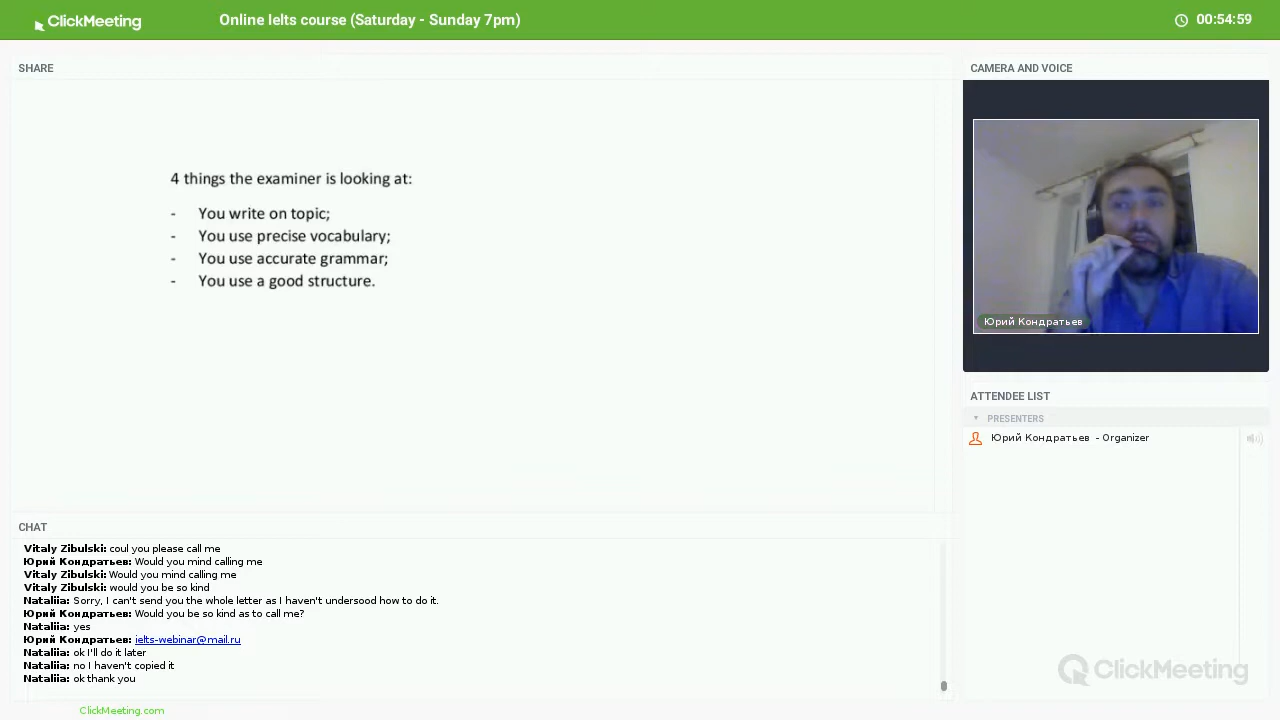 ClickMeeting
Online Ielts course (Saturday - Sunday 7pm)
00:54:59
SHARE
4 things the examiner is looking at:
- You write on topic;
- You use precise vocabulary;
- You use accurate grammar;
- You use a good structure.
CAMERA AND VOICE
Юрий Кондратьев
ATTENDEE LIST
PRESENTERS
Юрий Кондратьев - Organizer
CHAT
Vitaly Zibulski: coul you please call me
Юрий Кондратьев: Would you mind calling me
Vitaly Zibulski: Would you mind calling me
Vitaly Zibulski: would you be so kind
Nataliia: Sorry, I can't send you the whole letter as I haven't undersood how to do it.
Юрий Кондратьев: Would you be so kind as to call me?
Nataliia: yes
Юрий Кондратьев: ielts-webinar@mail.ru
Nataliia: ok I'll do it later
Nataliia: no I haven't copied it
Nataliia: ok thank you
ClickMeeting
ClickMeeting.com